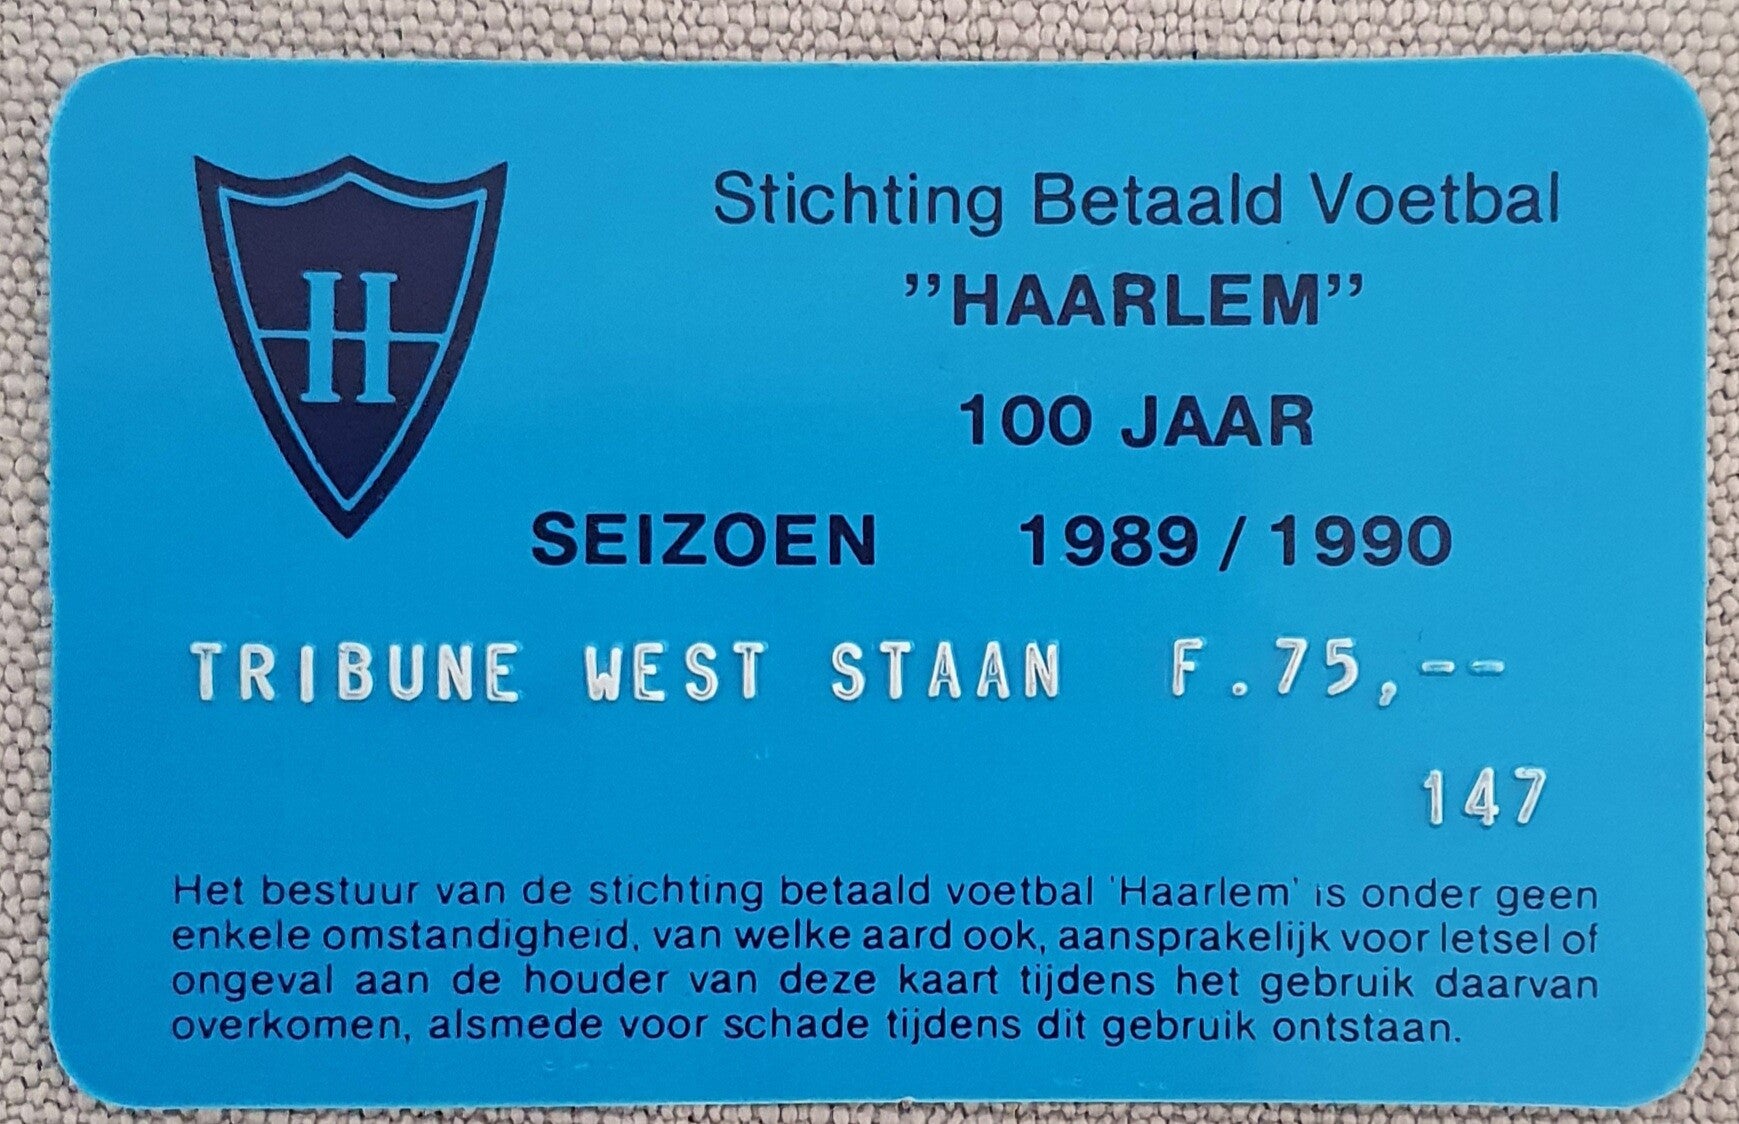 H
Stichting Betaald Voetbal
”HAARLEM”
100 JAAR
SEIZOEN 1989 / 1990
TRIBUNE WEST STAAN F.75,--
147
Het bestuur van de stichting betaald voetbal 'Haarlem' is onder geen
enkele omstandigheid, van welke aard ook, aansprakelijk voor letsel of
ongeval aan de houder van deze kaart tijdens het gebruik daarvan
overkomen, alsmede voor schade tijdens dit gebruik ontstaan.